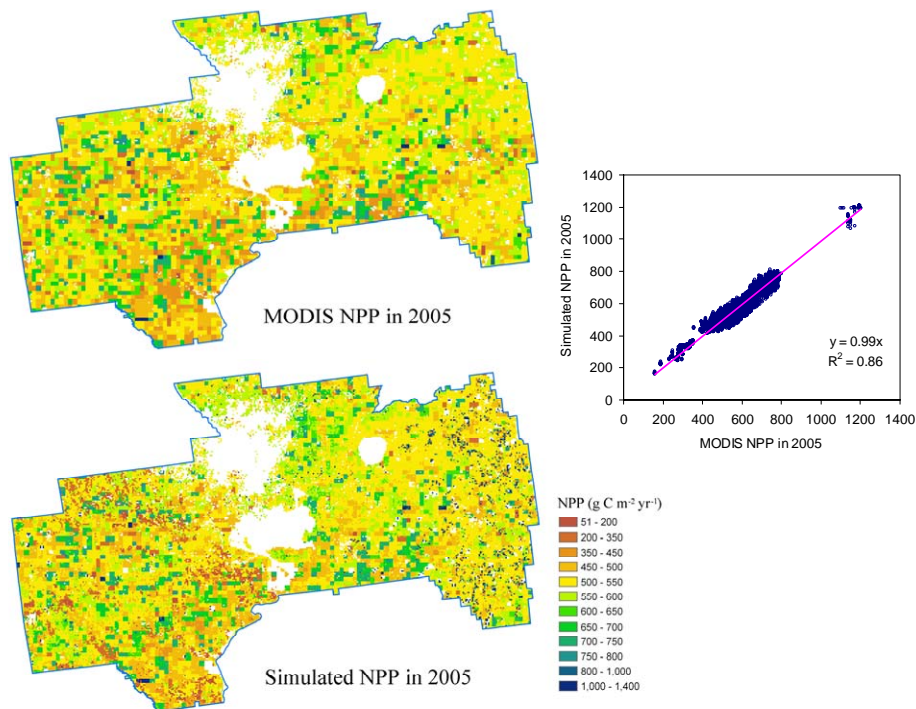 MODIS NPP in 2005
Simulated NPP in 2005
1400
1200
1000
800
600
400
200
0
0 200 400 600 800 1000 1200 1400
Simulated NPP in 2005
MODIS NPP in 2005
y = 0.99x
R² = 0.86
NPP (g C m⁻² yr⁻¹)
51 - 200
200 - 350
350 - 450
450 - 500
500 - 550
550 - 600
600 - 650
650 - 700
700 - 750
750 - 800
800 - 1.000
1,000 - 1,400